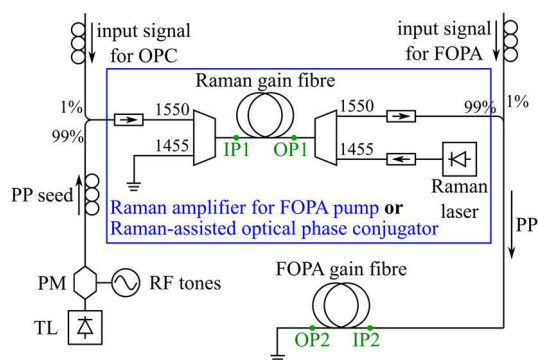 input signal
for OPC
input signal
for FOPA
Raman gain fibre
1%
99%
1550
1455
IP1
OP1
1550
1455
99%
1%
Raman
laser
PP seed
Raman amplifier for FOPA pump or
Raman-assisted optical phase conjugator
PP
PM
RF tones
TL
FOPA gain fibre
OP2
IP2